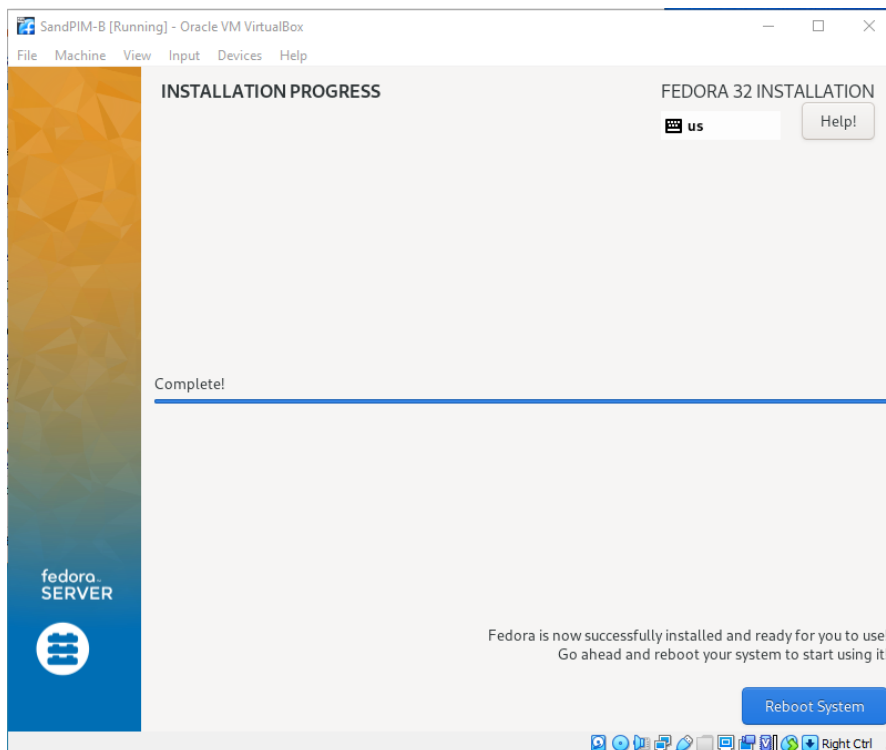 SandPIM-B [Running] - Oracle VM VirtualBox
File Machine View Input Devices Help
INSTALLATION PROGRESS
FEDORA 32 INSTALLATION
us
Help!
Complete!
fedora
SERVER
Fedora is now successfully installed and ready for you to use!
Go ahead and reboot your system to start using it!
Reboot System
Right Ctrl